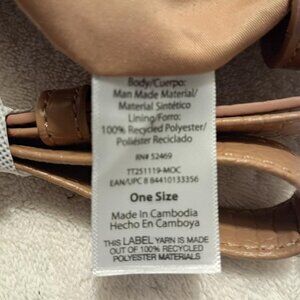 Body/Cuerpo:
Man Made Material/
Material Sintético
Lining/Forro:
100% Recycled Polyester/
Poliéster Reciclado
RN# 52469
TT251119-MOC
EAN/UPC 8 84410133356
One Size
Made In Cambodia
Hecho En Camboya
THIS LABEL YARN IS MADE
OUT OF 100% RECYCLED
POLYESTER MATERIALS